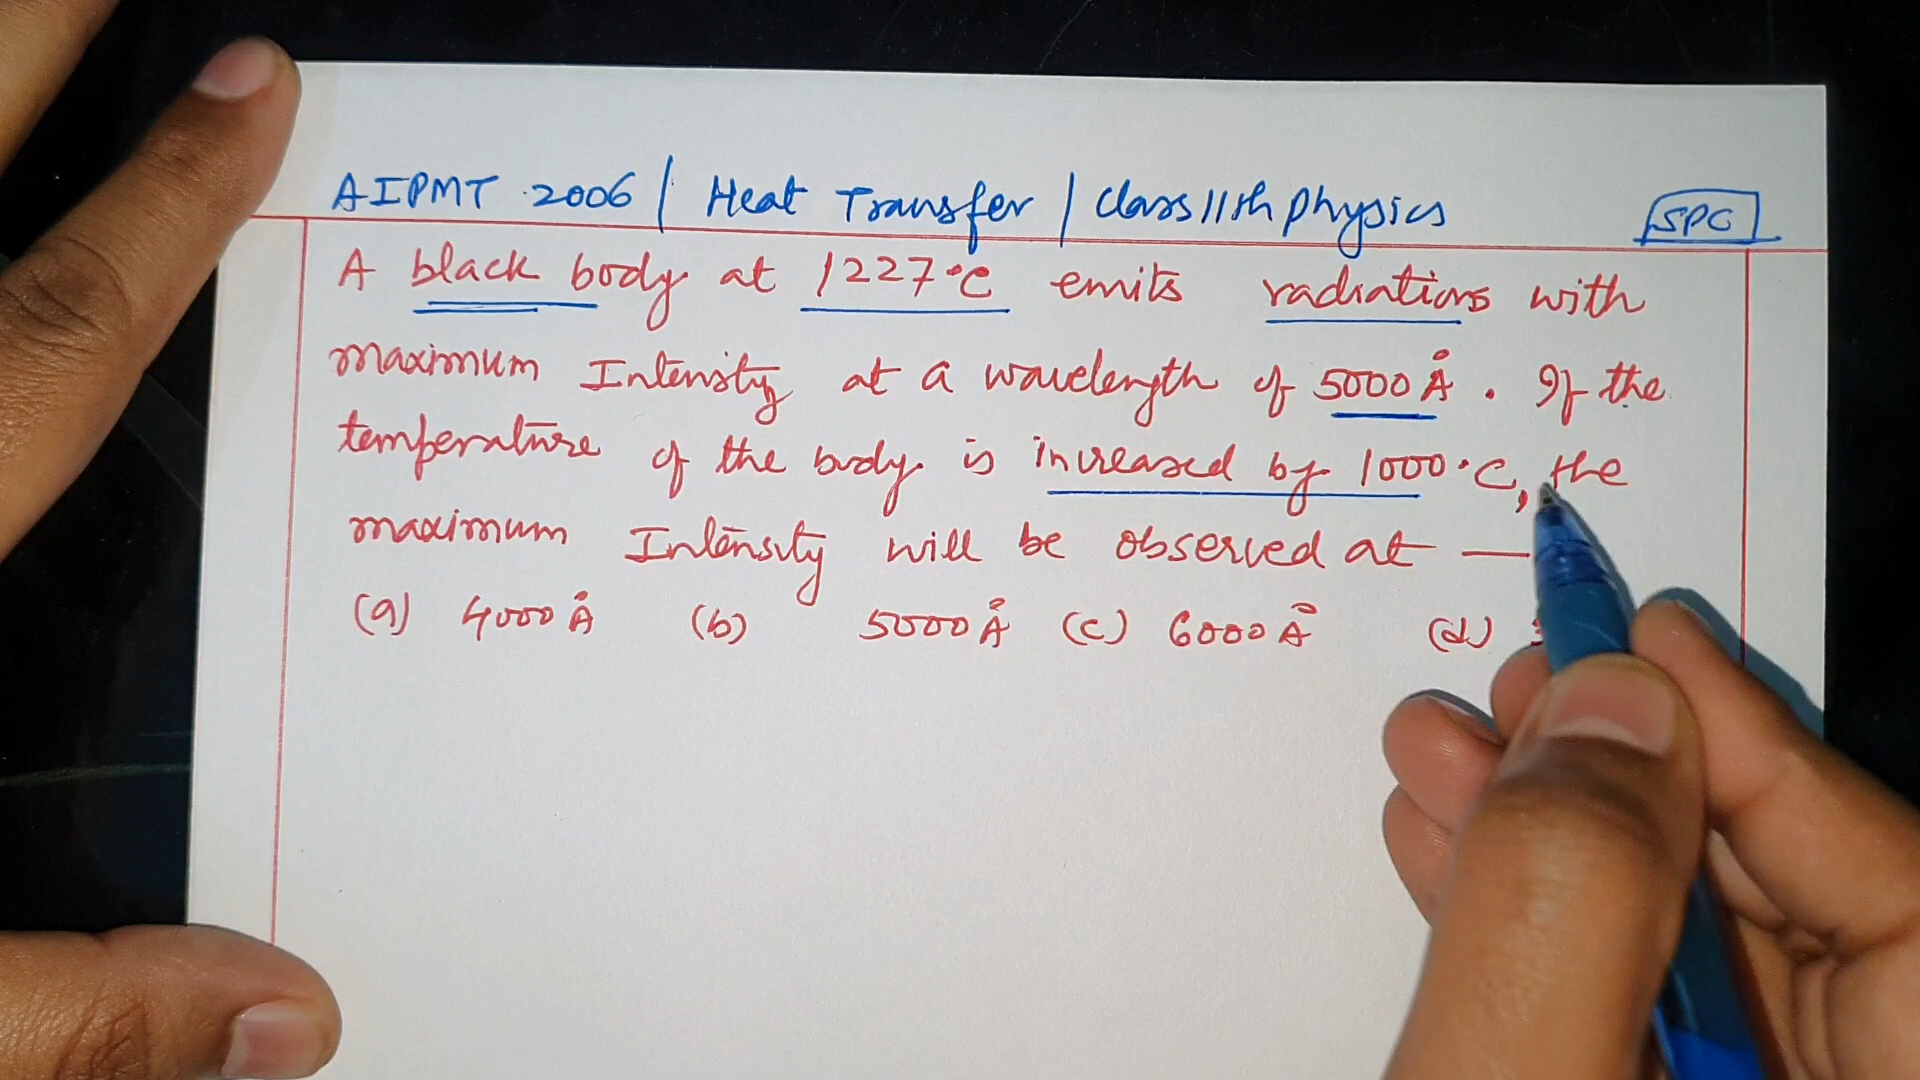 AIPMT 2006 / Heat Transfer / Class 11th physics SPC
A black body at 1227°C emits radiations with
maximum Intensity at a wavelength of 5000 Å. If the
temperature of the body is increased by 1000°C, the
maximum Intensity will be observed at —
(a) 4000 Å (b) 5000 Å (c) 6000 Å (d)